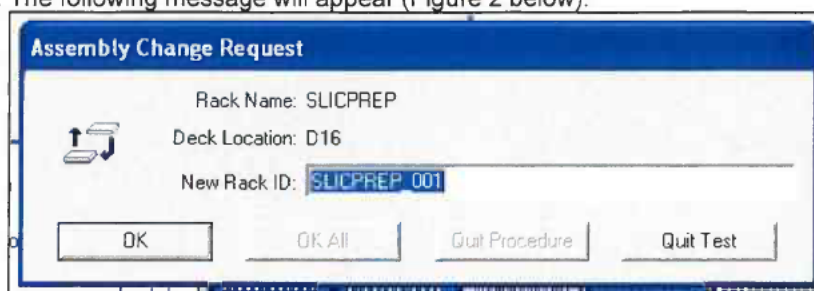 The following message will appear (Figure 2 below).
Assembly Change Request
Rack Name: SLICPREP
Deck Location: D16
New Rack ID: SLICPREP_001
OK
OK All
Quit Procedure
Quit Test